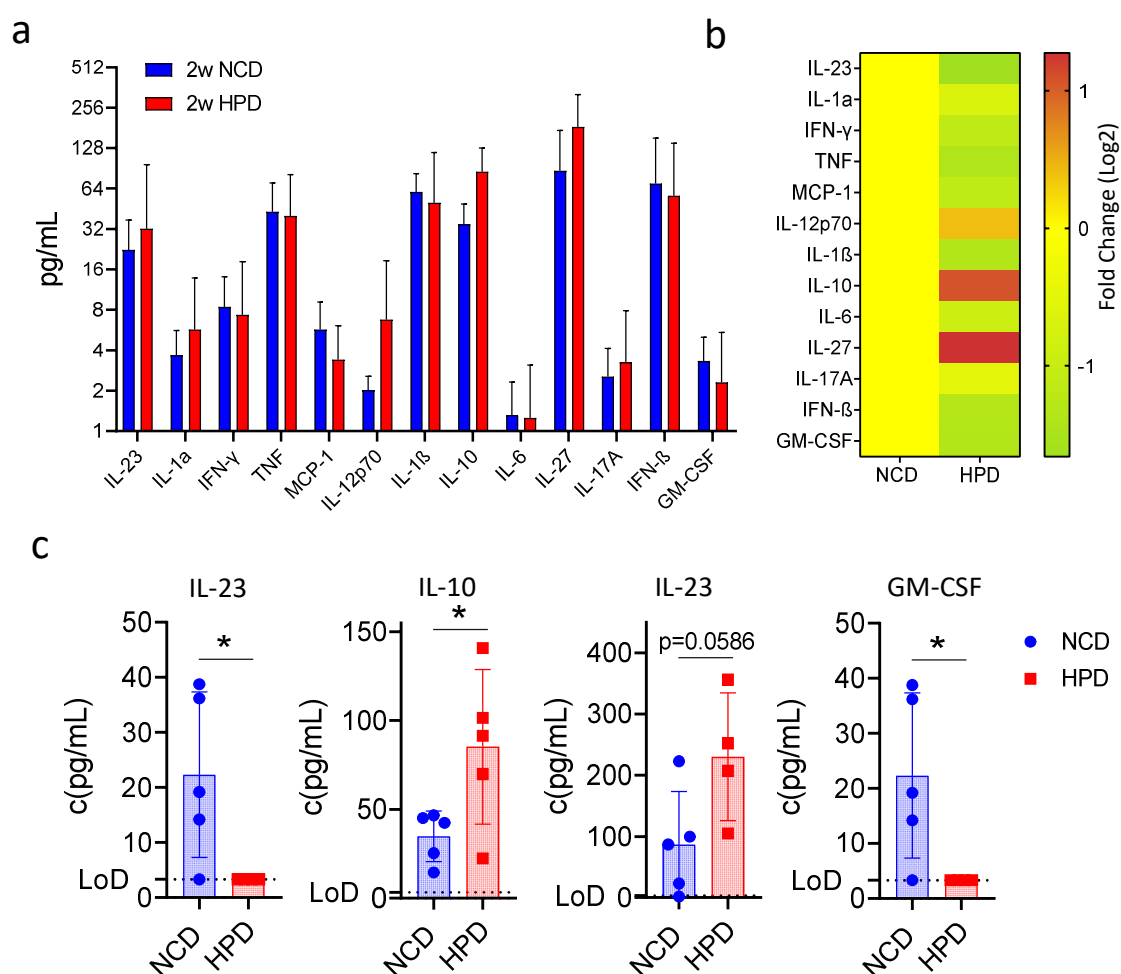 a
2w NCD
2w HPD
pg/mL
512
256
128
64
32
16
8
4
2
1
IL-23
IL-1a
IFN-γ
TNF
MCP-1
IL-12p70
IL-1ß
IL-10
IL-6
IL-27
IL-17A
IFN-ß
GM-CSF
b
IL-23
IL-1a
IFN-γ
TNF
MCP-1
IL-12p70
IL-1ß
IL-10
IL-6
IL-27
IL-17A
IFN-ß
GM-CSF
NCD
HPD
1
0
-1
Fold Change (Log2)
c
IL-23
*
c(pg/mL)
50
40
30
20
10
0
LoD
NCD
HPD
IL-10
*
c(pg/mL)
150
100
50
0
LoD
NCD
HPD
IL-23
p=0.0586
c(pg/mL)
400
300
200
100
0
LoD
NCD
HPD
GM-CSF
*
c(pg/mL)
50
40
30
20
10
0
LoD
NCD
HPD
NCD
HPD